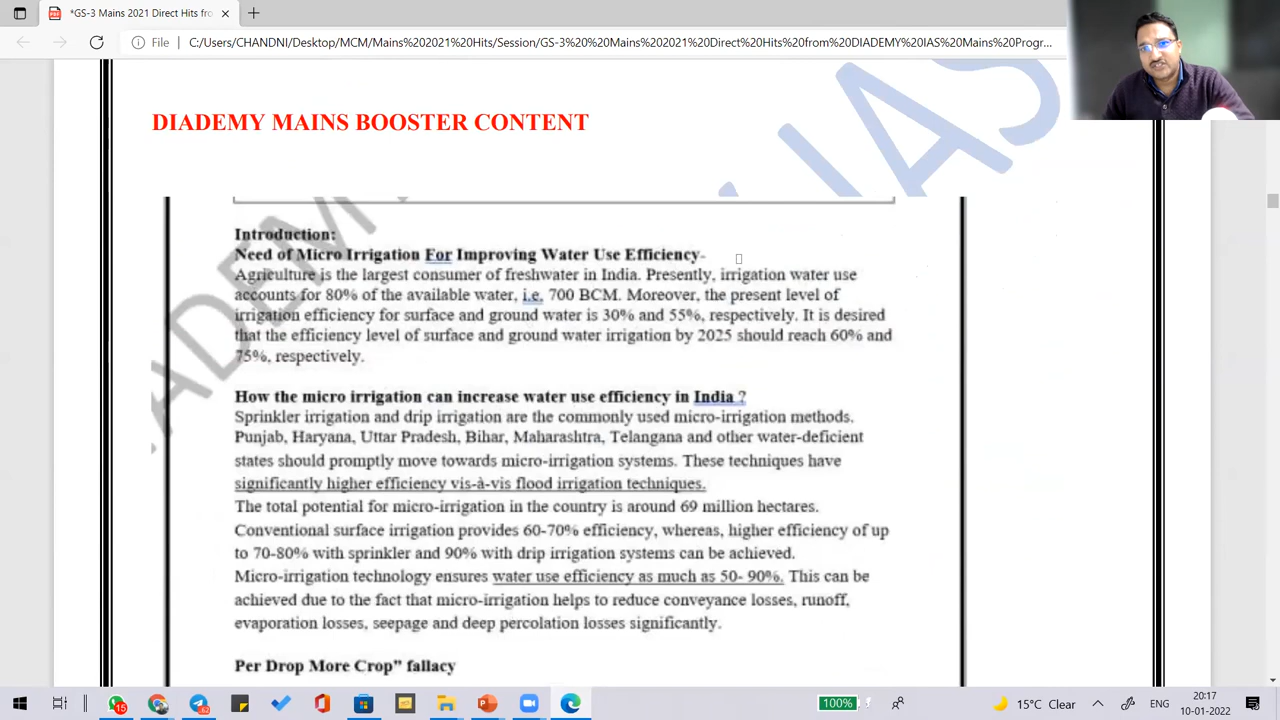 *GS-3 Mains 2021 Direct Hits fro
File
C:/Users/CHANDNI/Desktop/MCM/Mains%202021%20Hits/Session/GS-3%20%20Mains%202021%20Direct%20Hits%20from%20DIADEMY%20IAS%20Mains%20Progr...
IAS
DIADEMY MAINS BOOSTER CONTENT
ADEM
Introduction:
Need of Micro Irrigation For Improving Water Use Efficiency-
Agriculture is the largest consumer of freshwater in India. Presently, irrigation water use
accounts for 80% of the available water, i.e. 700 BCM. Moreover, the present level of
irrigation efficiency for surface and ground water is 30% and 55%, respectively. It is desired
that the efficiency level of surface and ground water irrigation by 2025 should reach 60% and
75%, respectively.
How the micro irrigation can increase water use efficiency in India ?
Sprinkler irrigation and drip irrigation are the commonly used micro-irrigation methods.
Punjab, Haryana, Uttar Pradesh, Bihar, Maharashtra, Telangana and other water-deficient
states should promptly move towards micro-irrigation systems. These techniques have
significantly higher efficiency vis-à-vis flood irrigation techniques.
The total potential for micro-irrigation in the country is around 69 million hectares.
Conventional surface irrigation provides 60-70% efficiency, whereas, higher efficiency of up
to 70-80% with sprinkler and 90% with drip irrigation systems can be achieved.
Micro-irrigation technology ensures water use efficiency as much as 50- 90%. This can be
achieved due to the fact that micro-irrigation helps to reduce conveyance losses, runoff,
evaporation losses, seepage and deep percolation losses significantly.
Per Drop More Crop” fallacy
15
100%
15°C Clear
ENG
20:17
10-01-2022